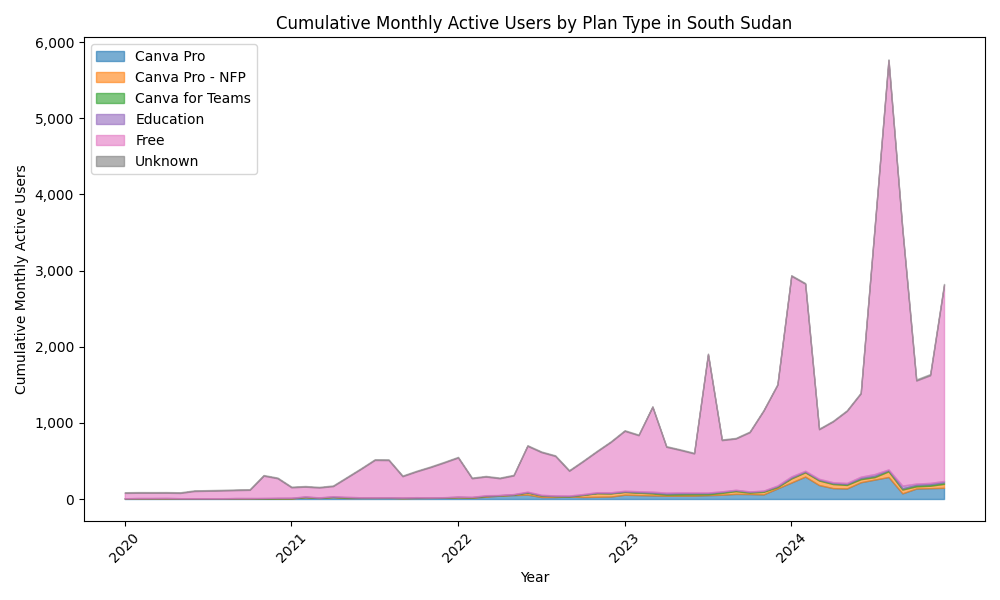 Cumulative Monthly Active Users by Plan Type in South Sudan
Canva Pro
Canva Pro - NFP
Canva for Teams
Education
Free
Unknown
6,000
5,000
4,000
3,000
2,000
1,000
0
Cumulative Monthly Active Users
2020
2021
2022
2023
2024
Year